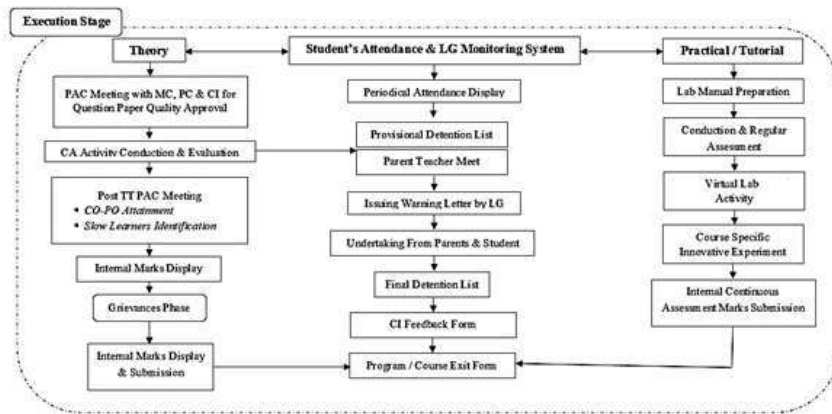 Execution Stage
Theory
PAC Meeting with MC, PC & CI for
Question Paper Quality Approval
CA Activity Conduction & Evaluation
Post TT PAC Meeting
• CO-PO Attainment
• Slow Learners Identification
Internal Marks Display
Grievances Phase
Internal Marks Display
& Submission
Student's Attendance & LG Monitoring System
Periodical Attendance Display
Provisional Detention List
Parent Teacher Meet
Issuing Warning Letter by LG
Undertaking From Parents & Student
Final Detention List
CI Feedback Form
Program / Course Exit Form
Practical / Tutorial
Lab Manual Preparation
Conduction & Regular
Assessment
Virtual Lab
Activity
Course Specific
Innovative Experiment
Internal Continuous
Assessment Marks Submission